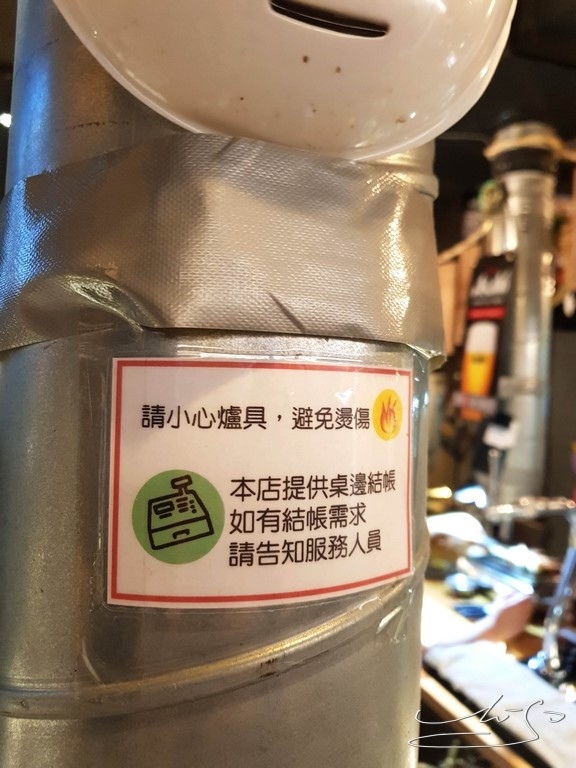 請小心爐具，避免燙傷
本店提供桌邊結帳
如有結帳需求
請告知服務人員